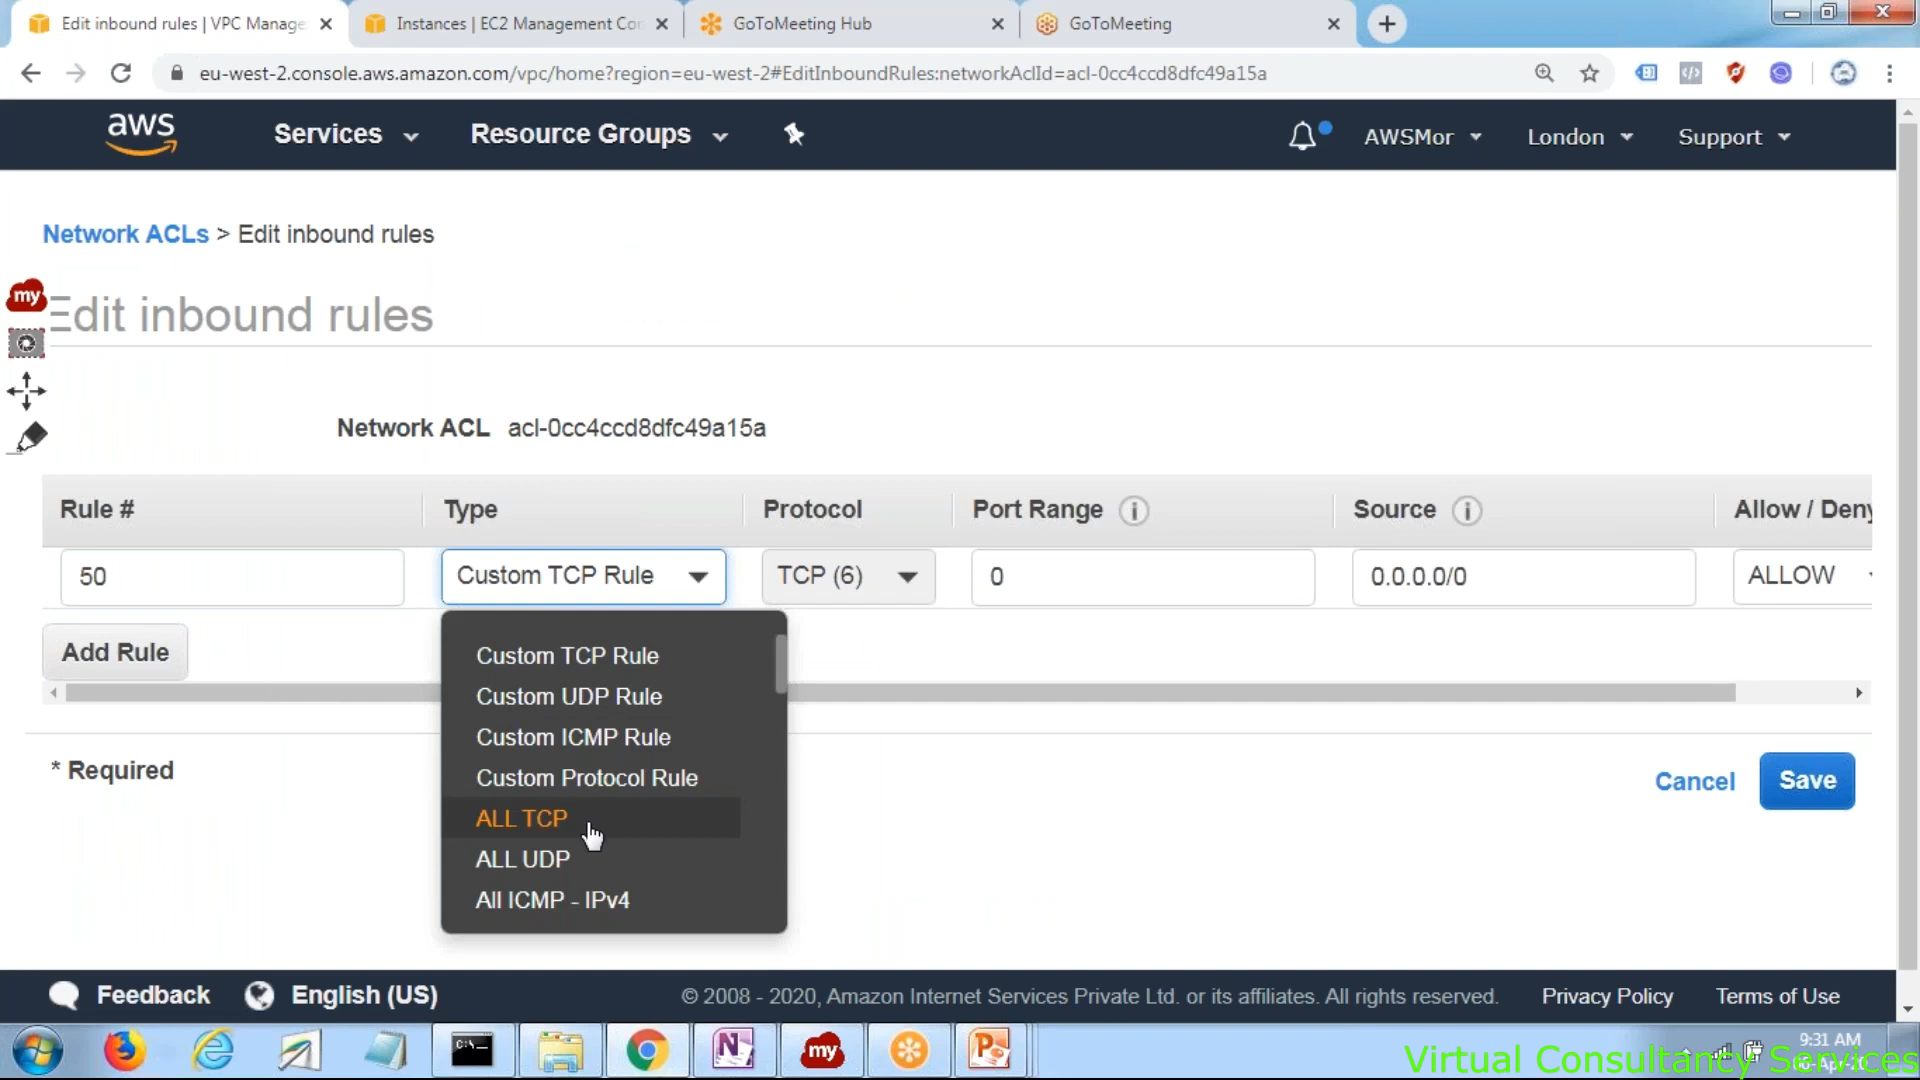 Edit inbound rules | VPC Manage
Instances | EC2 Management Con
GoToMeeting Hub
GoToMeeting
eu-west-2.console.aws.amazon.com/vpc/home?region=eu-west-2#EditInboundRules:networkAclId=acl-0cc4ccd8dfc49a15a
aws
Services
Resource Groups
AWSMor
London
Support
Network ACLs > Edit inbound rules
my
Edit inbound rules
Network ACL acl-0cc4ccd8dfc49a15a
Rule #
Type
Protocol
Port Range
Source
Allow / Deny
50
Custom TCP Rule
TCP (6)
0
0.0.0.0/0
ALLOW
Add Rule
Custom TCP Rule
Custom UDP Rule
Custom ICMP Rule
Custom Protocol Rule
ALL TCP
ALL UDP
All ICMP - IPv4
* Required
Cancel
Save
Feedback
English (US)
© 2008 - 2020, Amazon Internet Services Private Ltd. or its affiliates. All rights reserved.
Privacy Policy
Terms of Use
my
9:31 AM
Virtual Consultancy Services